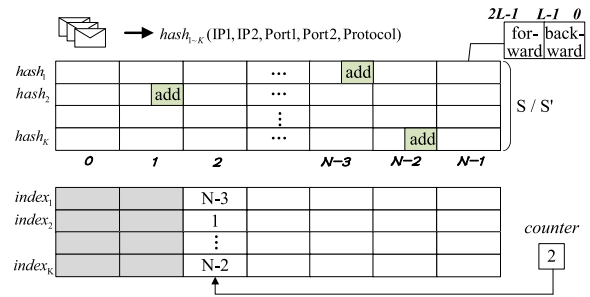 2L-1 L-1 0
hash1~K (IP1, IP2, Port1, Port2, Protocol)
for-ward back-ward
hash1 ... add
hash2 add ...
⋮
hashK ... add
S / S'
0 1 2 N-3 N-2 N-1
index1 N-3
index2 1
⋮
indexK N-2
counter
2